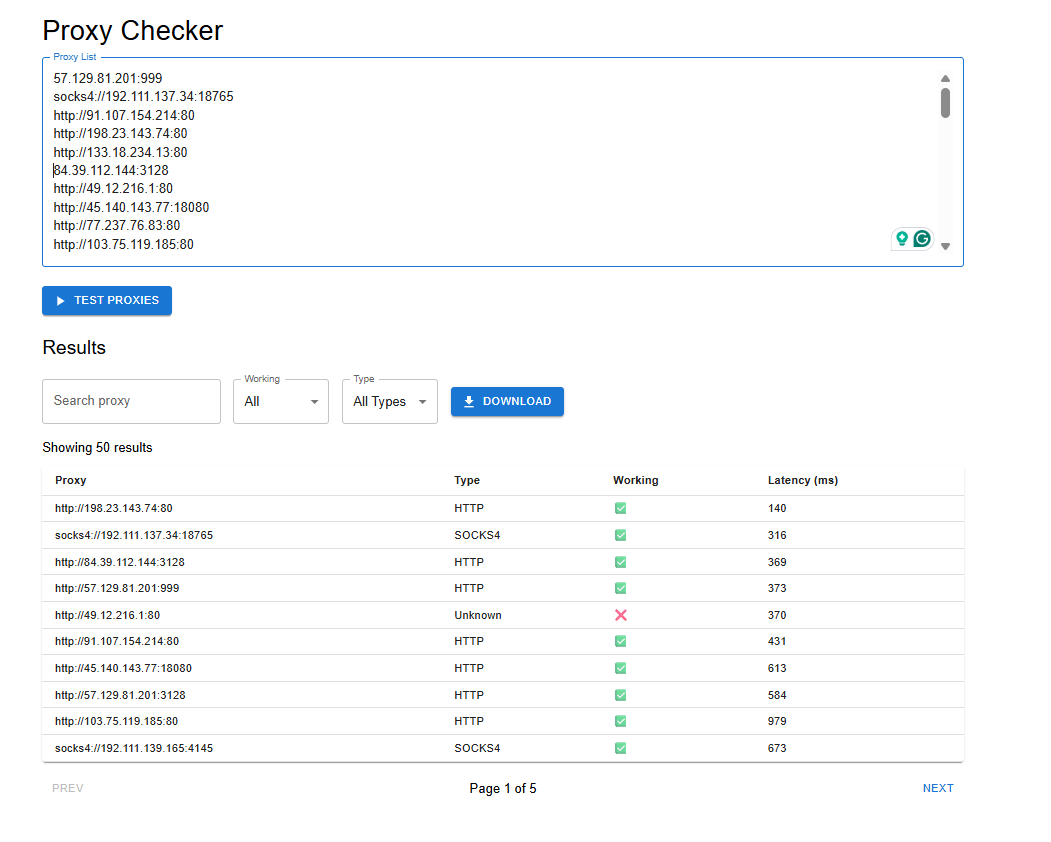 Proxy Checker
Proxy List
57.129.81.201:999
socks4://192.111.137.34:18765
http://91.107.154.214:80
http://198.23.143.74:80
http://133.18.234.13:80
84.39.112.144:3128
http://49.12.216.1:80
http://45.140.143.77:18080
http://77.237.76.83:80
http://103.75.119.185:80
TEST PROXIES
Results
Search proxy
Working
All
Type
All Types
DOWNLOAD
Showing 50 results
Proxy Type Working Latency (ms)
http://198.23.143.74:80 HTTP 140
socks4://192.111.137.34:18765 SOCKS4 316
http://84.39.112.144:3128 HTTP 369
http://57.129.81.201:999 HTTP 373
http://49.12.216.1:80 Unknown 370
http://91.107.154.214:80 HTTP 431
http://45.140.143.77:18080 HTTP 613
http://57.129.81.201:3128 HTTP 584
http://103.75.119.185:80 HTTP 979
socks4://192.111.139.165:4145 SOCKS4 673
PREV Page 1 of 5 NEXT